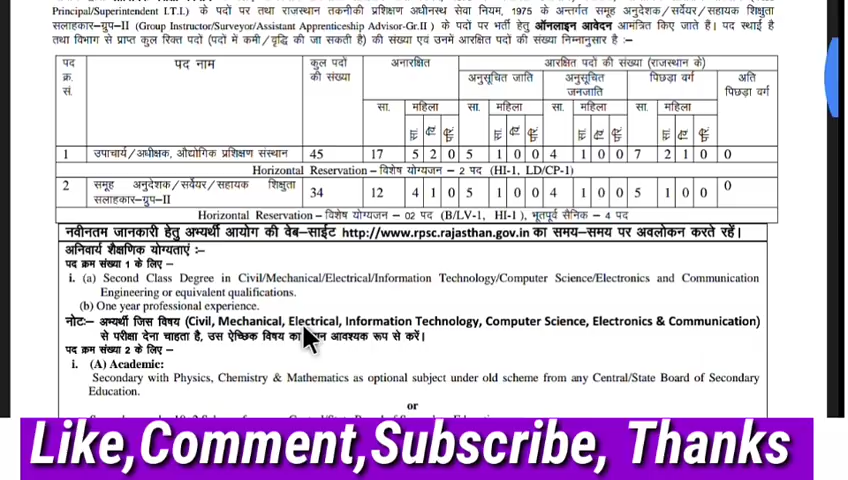 Principal/Superintendent I.T.I.) के पदों पर तथा राजस्थान तकनीकी प्रशिक्षण अधीनस्थ सेवा नियम, 1975 के अन्तर्गत समूह अनुदेशक/सर्वेयर/सहायक शिक्षुता
सलाहकार–ग्रुप–II (Group Instructor/Surveyor/Assistant Apprenticeship Advisor-Gr.II) के पदों पर भर्ती हेतु ऑनलाइन आवेदन आमंत्रित किए जाते हैं। पद स्थाई है
तथा विभाग से प्राप्त कुल रिक्त पदों (पदों में कमी/वृद्धि की जा सकती है) की संख्या एवं उनमें आरक्षित पदों की संख्या निम्नानुसार है :–
पद क्र. सं. पद नाम कुल पदों की संख्या अनारक्षित आरक्षित पदों की संख्या (राजस्थान के)
अनुसूचित जाति अनुसूचित जनजाति पिछड़ा वर्ग अति पिछड़ा वर्ग
सा. महिला सा. महिला सा. महिला सा. महिला
सा. वि. परि. सा. वि. परि. सा. वि. परि. सा. वि. परि.
1 उपाचार्य/अधीक्षक, औद्योगिक प्रशिक्षण संस्थान 45 17 5 2 0 5 1 0 0 4 1 0 0 7 2 1 0 0
Horizontal Reservation – विशेष योग्यजन – 2 पद (HI-1, LD/CP-1)
2 समूह अनुदेशक/सर्वेयर/सहायक शिक्षुता सलाहकार–ग्रुप–II 34 12 4 1 0 5 1 0 0 4 1 0 0 5 1 0 0 0
Horizontal Reservation – विशेष योग्यजन – 02 पद (B/LV-1, HI-1), भूतपूर्व सैनिक – 4 पद
नवीनतम जानकारी हेतु अभ्यर्थी आयोग की वेब–साईट http://www.rpsc.rajasthan.gov.in का समय–समय पर अवलोकन करते रहें।
अनिवार्य शैक्षणिक योग्यताएं :–
पद क्रम संख्या 1 के लिए –
i. (a) Second Class Degree in Civil/Mechanical/Electrical/Information Technology/Computer Science/Electronics and Communication
Engineering or equivalent qualifications.
(b) One year professional experience.
नोट:– अभ्यर्थी जिस विषय (Civil, Mechanical, Electrical, Information Technology, Computer Science, Electronics & Communication)
से परीक्षा देना चाहता है, उस ऐच्छिक विषय का आवश्यक रूप से करें।
पद क्रम संख्या 2 के लिए –
i. (A) Academic:
Secondary with Physics, Chemistry & Mathematics as optional subject under old scheme from any Central/State Board of Secondary
Education.
or
Like,Comment,Subscribe, Thanks